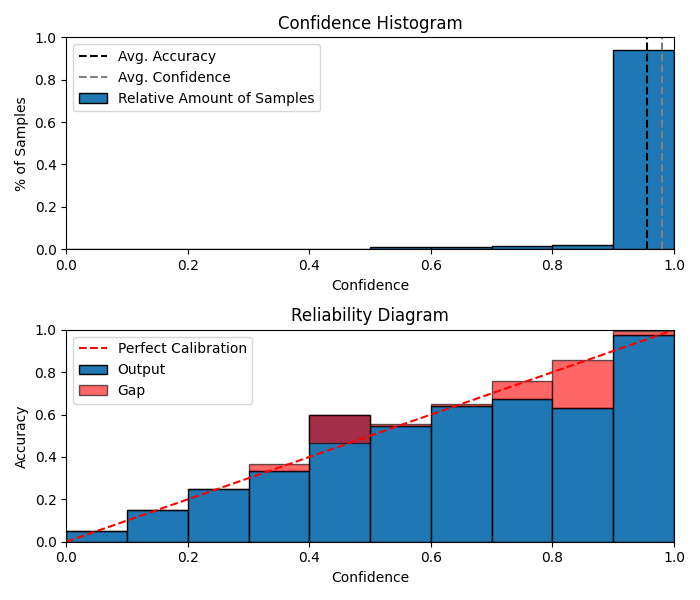 Confidence Histogram
1.0
0.8
0.6
0.4
0.2
0.0
% of Samples
Avg. Accuracy
Avg. Confidence
Relative Amount of Samples
0.0 0.2 0.4 0.6 0.8 1.0
Confidence
Reliability Diagram
1.0
0.8
0.6
0.4
0.2
0.0
Accuracy
Perfect Calibration
Output
Gap
0.0 0.2 0.4 0.6 0.8 1.0
Confidence